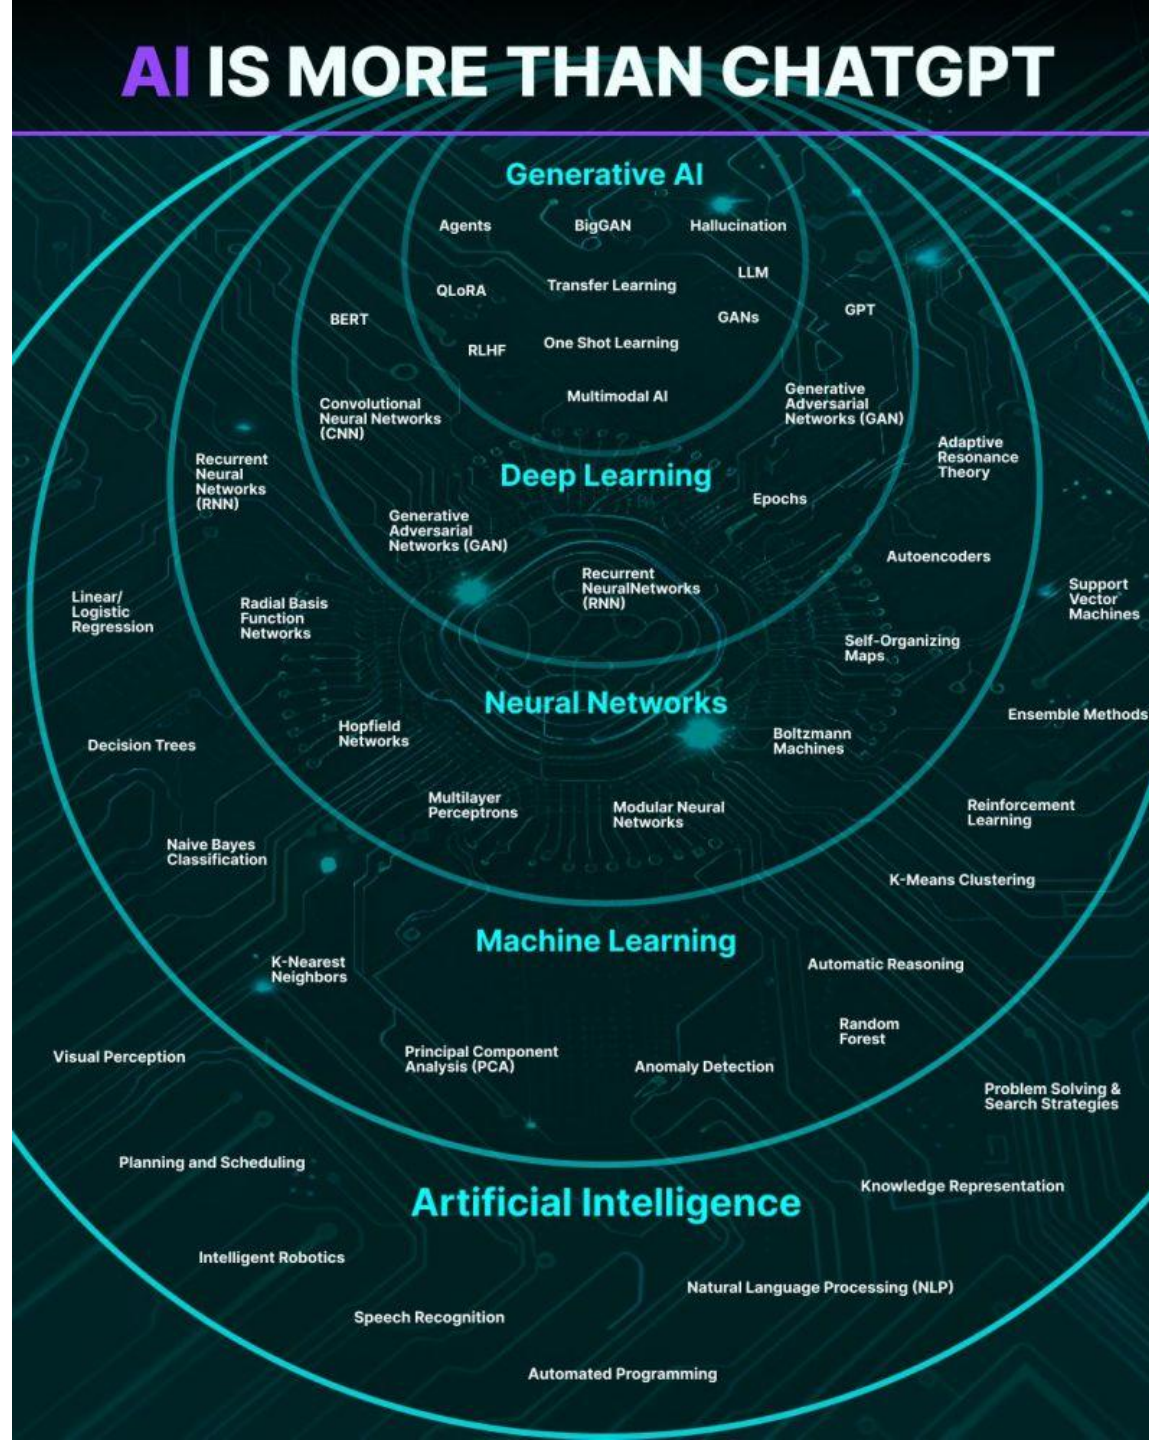 AI IS MORE THAN CHATGPT
Generative AI
Agents
BigGAN
Hallucination
LLM
QLoRA
Transfer Learning
GANs
GPT
BERT
RLHF
One Shot Learning
Multimodal AI
Generative
Adversarial
Networks (GAN)
Convolutional
Neural Networks
(CNN)
Adaptive
Resonance
Theory
Recurrent
Neural
Networks
(RNN)
Deep Learning
Epochs
Generative
Adversarial
Networks (GAN)
Autoencoders
Recurrent
NeuralNetworks
(RNN)
Support
Vector
Machines
Linear/
Logistic
Regression
Radial Basis
Function
Networks
Self-Organizing
Maps
Neural Networks
Ensemble Methods
Hopfield
Networks
Boltzmann
Machines
Decision Trees
Multilayer
Perceptrons
Modular Neural
Networks
Reinforcement
Learning
Naive Bayes
Classification
K-Means Clustering
Machine Learning
K-Nearest
Neighbors
Automatic Reasoning
Random
Forest
Visual Perception
Principal Component
Analysis (PCA)
Anomaly Detection
Problem Solving &
Search Strategies
Planning and Scheduling
Knowledge Representation
Artificial Intelligence
Intelligent Robotics
Natural Language Processing (NLP)
Speech Recognition
Automated Programming